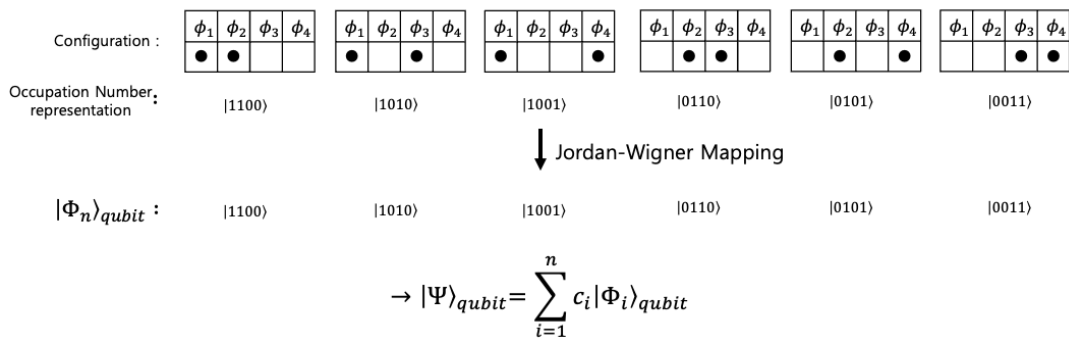 Configuration : ϕ₁ ϕ₂ ϕ₃ ϕ₄ ϕ₁ ϕ₂ ϕ₃ ϕ₄ ϕ₁ ϕ₂ ϕ₃ ϕ₄ ϕ₁ ϕ₂ ϕ₃ ϕ₄ ϕ₁ ϕ₂ ϕ₃ ϕ₄ ϕ₁ ϕ₂ ϕ₃ ϕ₄
Occupation Number
representation : |1100⟩ |1010⟩ |1001⟩ |0110⟩ |0101⟩ |0011⟩
Jordan-Wigner Mapping
|Φₙ⟩qubit : |1100⟩ |1010⟩ |1001⟩ |0110⟩ |0101⟩ |0011⟩
→ |Ψ⟩qubit = ∑ᵢ₌₁ⁿ cᵢ|Φᵢ⟩qubit